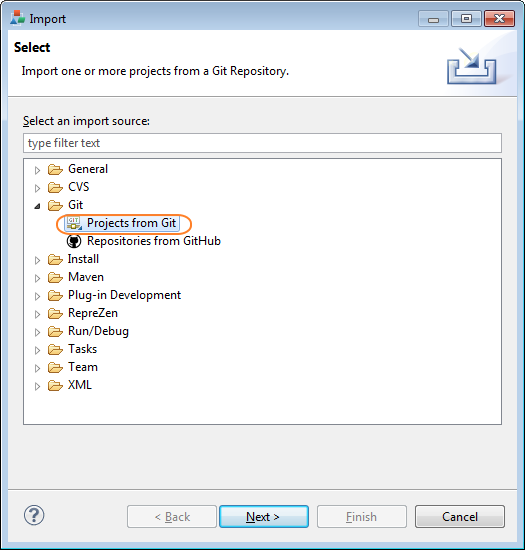 Import
Select
Import one or more projects from a Git Repository.
Select an import source:
type filter text
General
CVS
Git
GIT Projects from Git
Repositories from GitHub
Install
Maven
Plug-in Development
RepreZen
Run/Debug
Tasks
Team
XML
? < Back Next > Finish Cancel